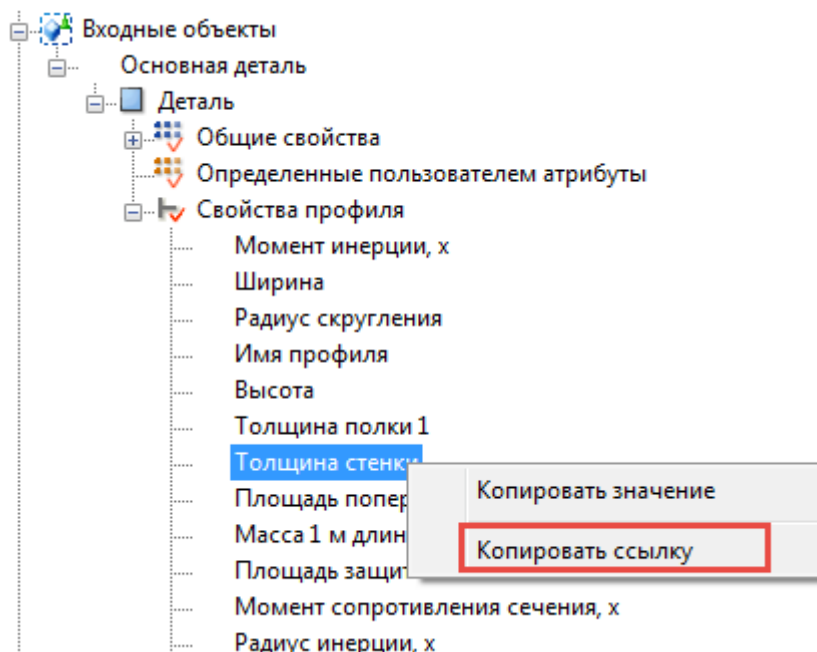 Входные объекты
Основная деталь
Деталь
Общие свойства
Определенные пользователем атрибуты
Свойства профиля
Момент инерции, x
Ширина
Радиус скругления
Имя профиля
Высота
Толщина полки 1
Толщина стенки
Копировать значение
Площадь попер
Масса 1 м длин
Копировать ссылку
Площадь защит
Момент сопротивления сечения, x
Радиус инерции, x